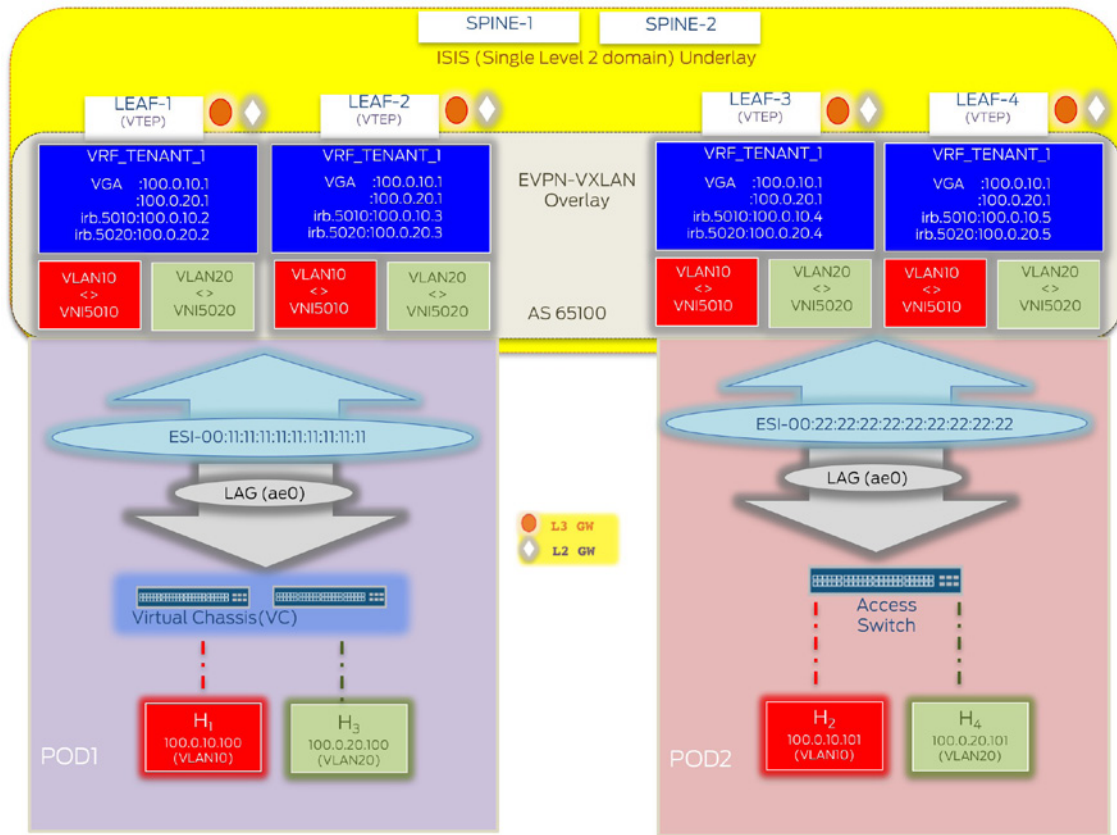 SPINE-1
SPINE-2
ISIS (Single Level 2 domain) Underlay
LEAF-1
(VTEP)
LEAF-2
(VTEP)
LEAF-3
(VTEP)
LEAF-4
(VTEP)
VRF_TENANT_1
VGA :100.0.10.1
:100.0.20.1
irb.5010:100.0.10.2
irb.5020:100.0.20.2
VRF_TENANT_1
VGA :100.0.10.1
:100.0.20.1
irb.5010:100.0.10.3
irb.5020:100.0.20.3
EVPN-VXLAN
Overlay
VRF_TENANT_1
VGA :100.0.10.1
:100.0.20.1
irb.5010:100.0.10.4
irb.5020:100.0.20.4
VRF_TENANT_1
VGA :100.0.10.1
:100.0.20.1
irb.5010:100.0.10.5
irb.5020:100.0.20.5
VLAN10
<>
VNI5010
VLAN20
<>
VNI5020
VLAN10
<>
VNI5010
VLAN20
<>
VNI5020
AS 65100
VLAN10
<>
VNI5010
VLAN20
<>
VNI5020
VLAN10
<>
VNI5010
VLAN20
<>
VNI5020
ESI-00:11:11:11:11:11:11:11:11:11
ESI-00:22:22:22:22:22:22:22:22:22
LAG (ae0)
LAG (ae0)
L3 GW
L2 GW
Virtual Chassis(VC)
Access
Switch
H₁
100.0.10.100
(VLAN10)
H₃
100.0.20.100
(VLAN20)
POD1
H₂
100.0.10.101
(VLAN10)
H₄
100.0.20.101
(VLAN20)
POD2